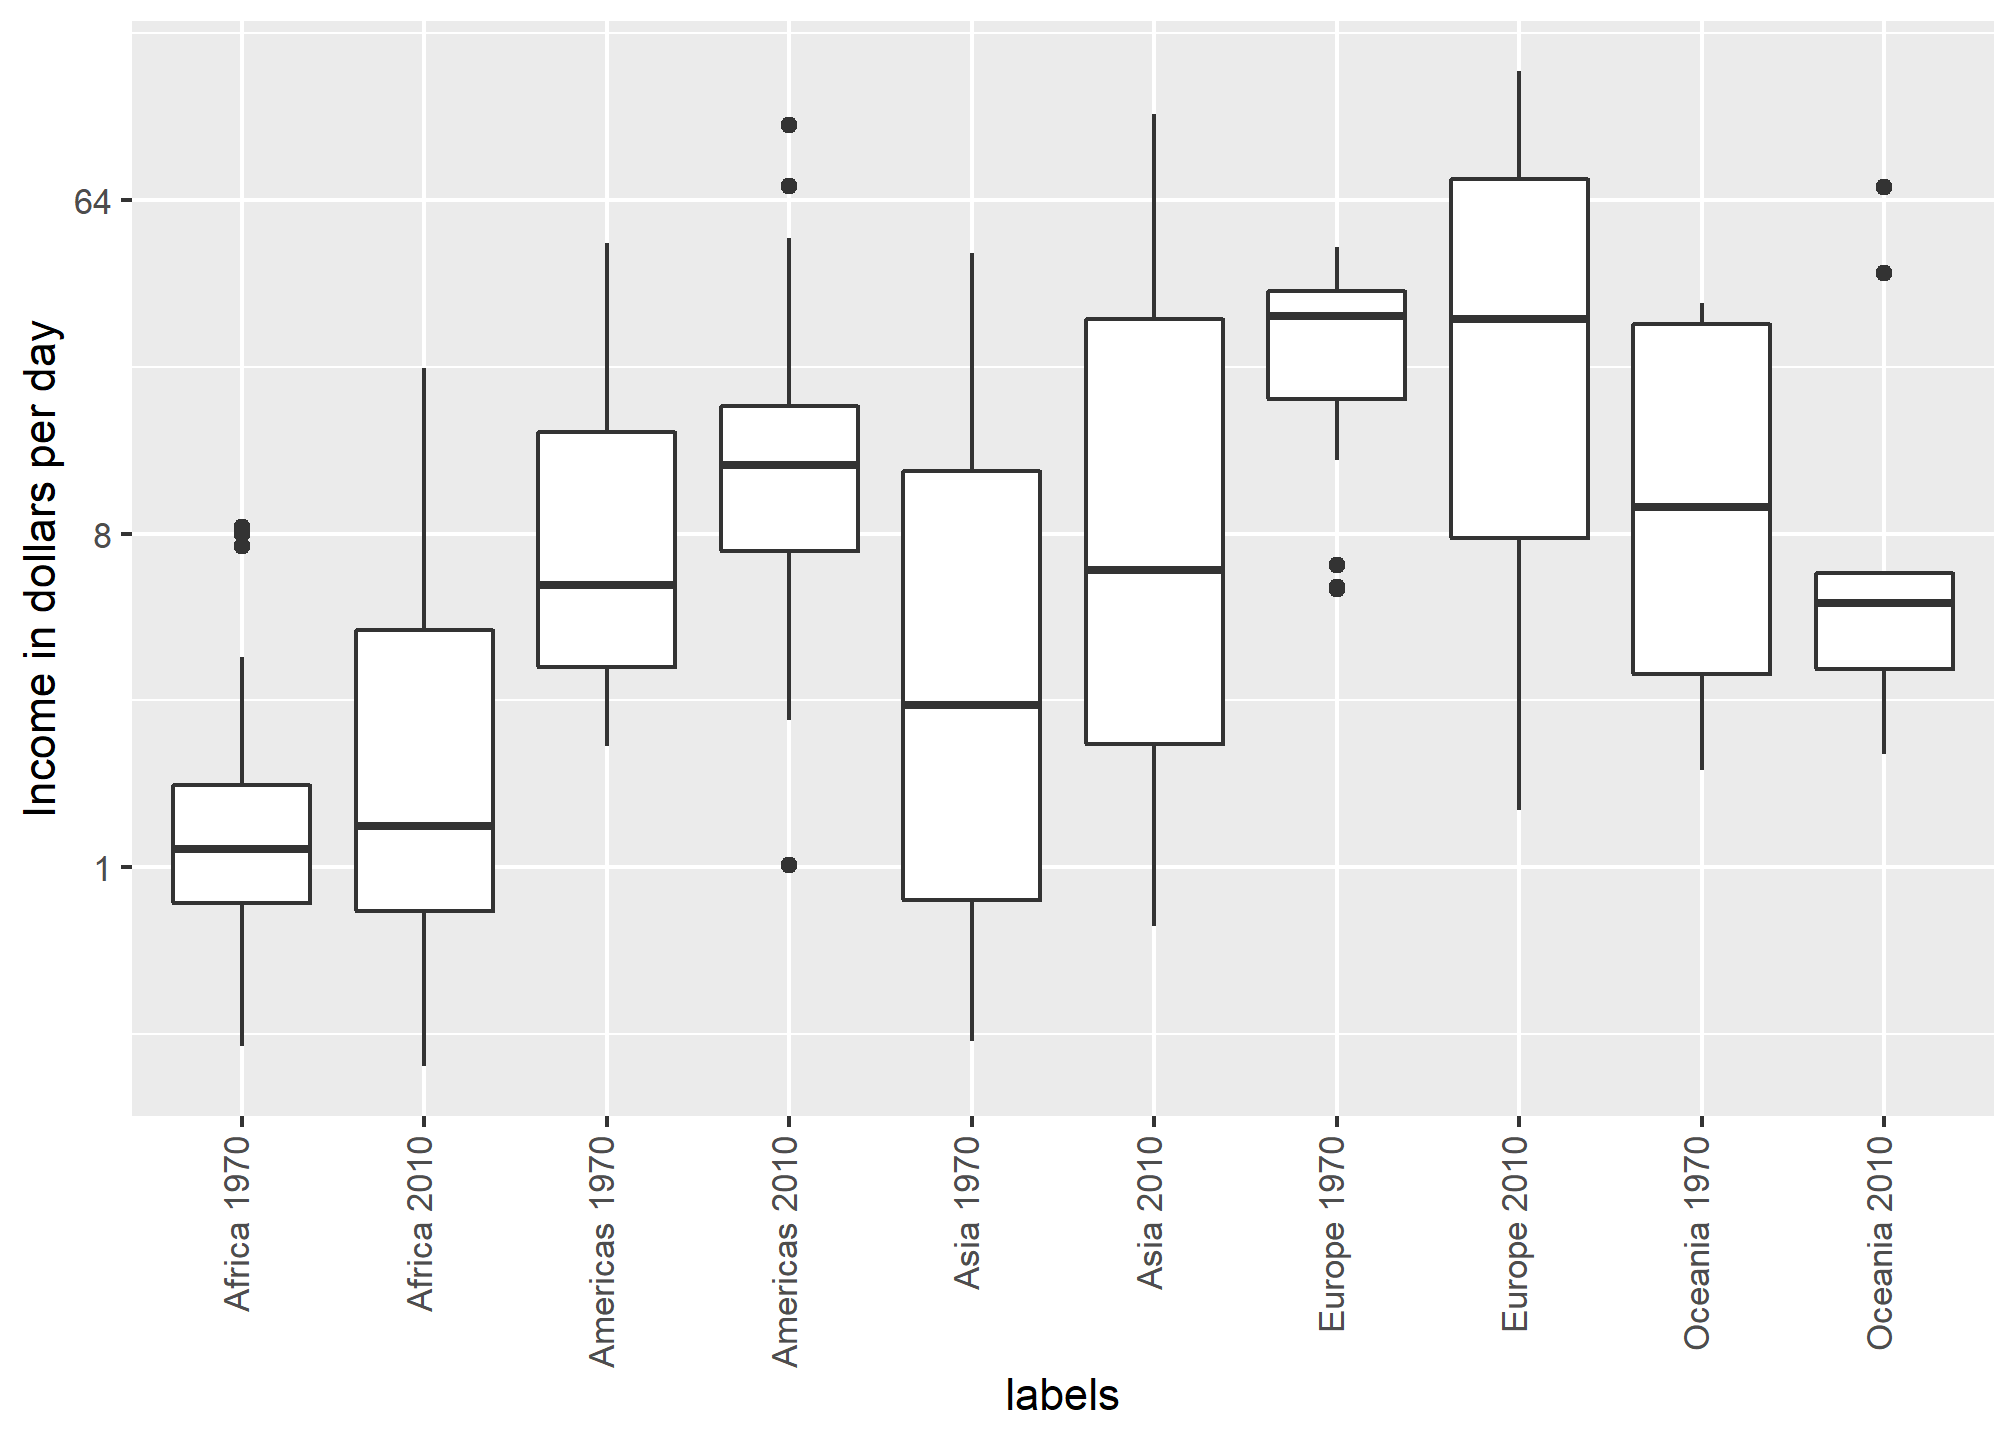 Income in dollars per day
64
8
1
Africa 1970
Africa 2010
Americas 1970
Americas 2010
Asia 1970
Asia 2010
Europe 1970
Europe 2010
Oceania 1970
Oceania 2010
labels